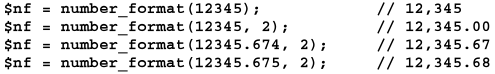 $nf = number_format(12345); // 12,345
$nf = number_format(12345, 2); // 12,345.00
$nf = number_format(12345.674, 2); // 12,345.67
$nf = number_format(12345.675, 2); // 12,345.68